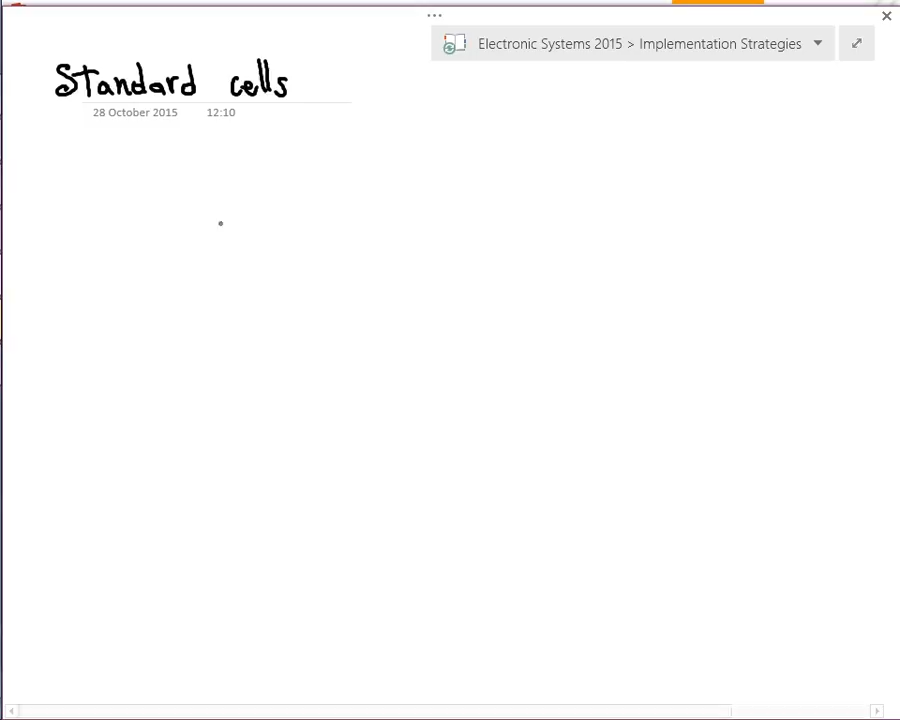 Electronic Systems 2015 > Implementation Strategies
Standard cells
28 October 2015 12:10